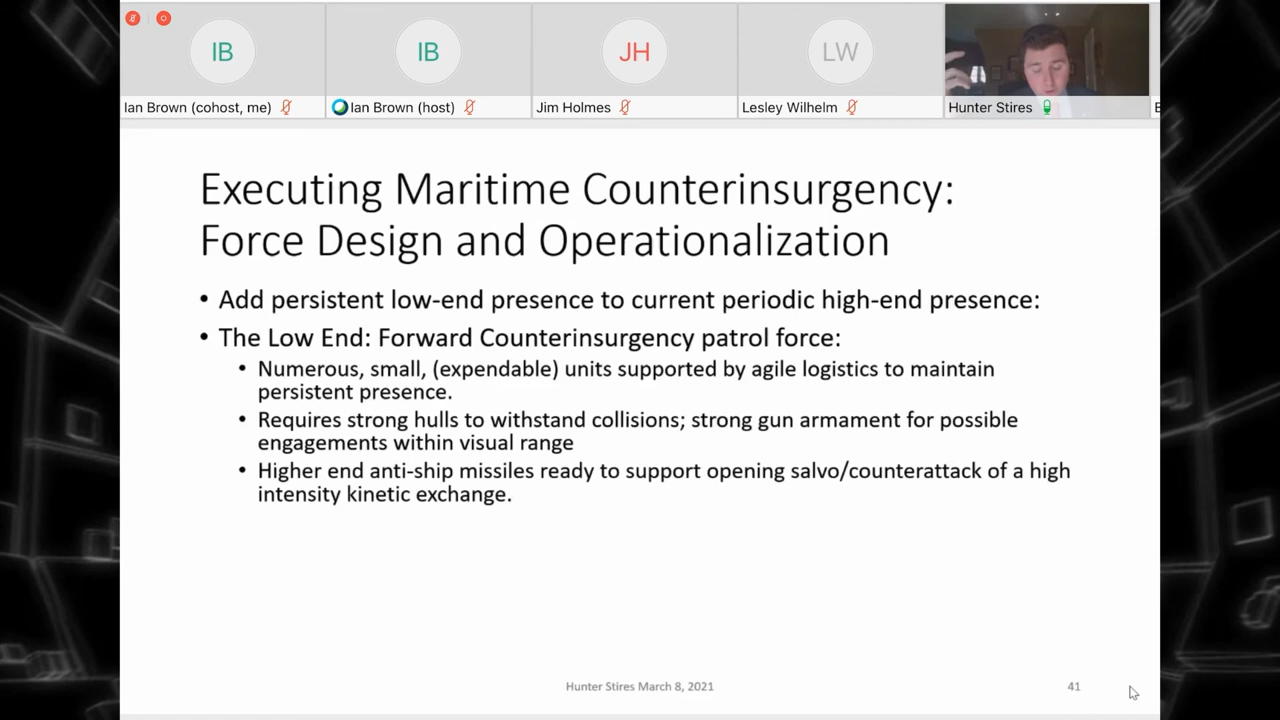 IB
IB
JH
LW
Ian Brown (cohost, me)
Ian Brown (host)
Jim Holmes
Lesley Wilhelm
Hunter Stires
E
Executing Maritime Counterinsurgency:
Force Design and Operationalization
• Add persistent low-end presence to current periodic high-end presence:
• The Low End: Forward Counterinsurgency patrol force:
• Numerous, small, (expendable) units supported by agile logistics to maintain
persistent presence.
• Requires strong hulls to withstand collisions; strong gun armament for possible
engagements within visual range
• Higher end anti-ship missiles ready to support opening salvo/counterattack of a high
intensity kinetic exchange.
Hunter Stires March 8, 2021
41